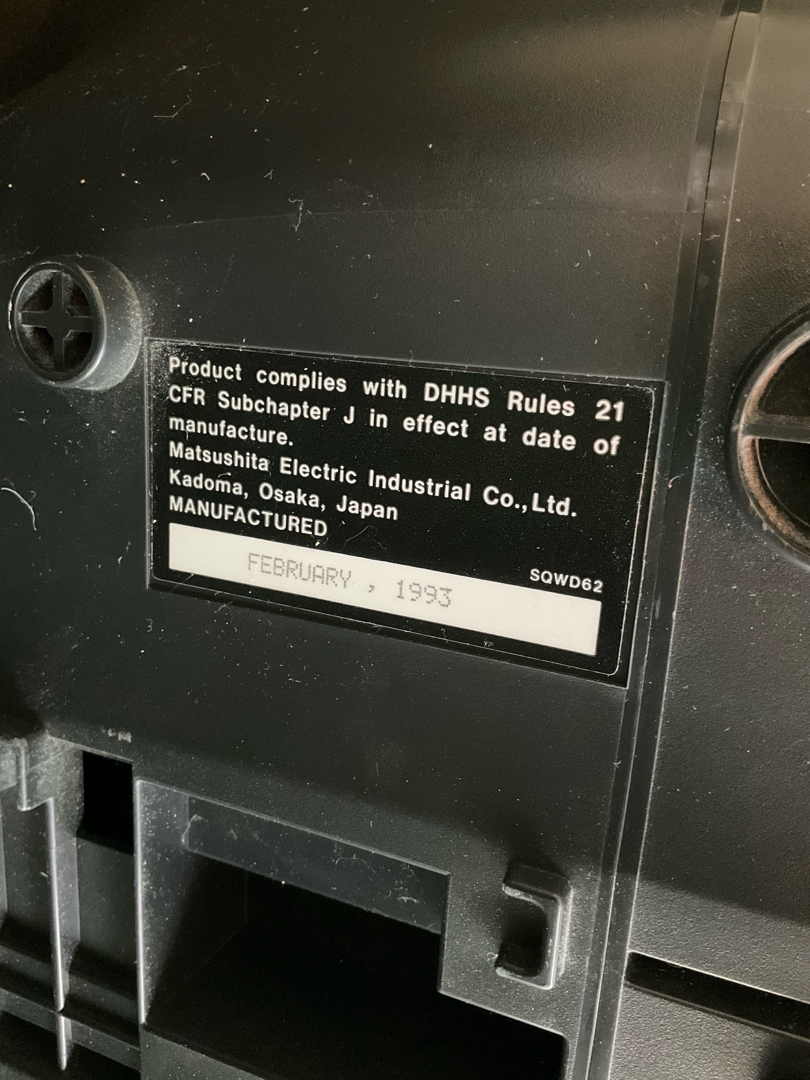 Product complies with DHHS Rules 21
CFR Subchapter J in effect at date of
manufacture.
Matsushita Electric Industrial Co.,Ltd.
Kadoma, Osaka, Japan
MANUFACTURED
SQWD62
FEBRUARY , 1993